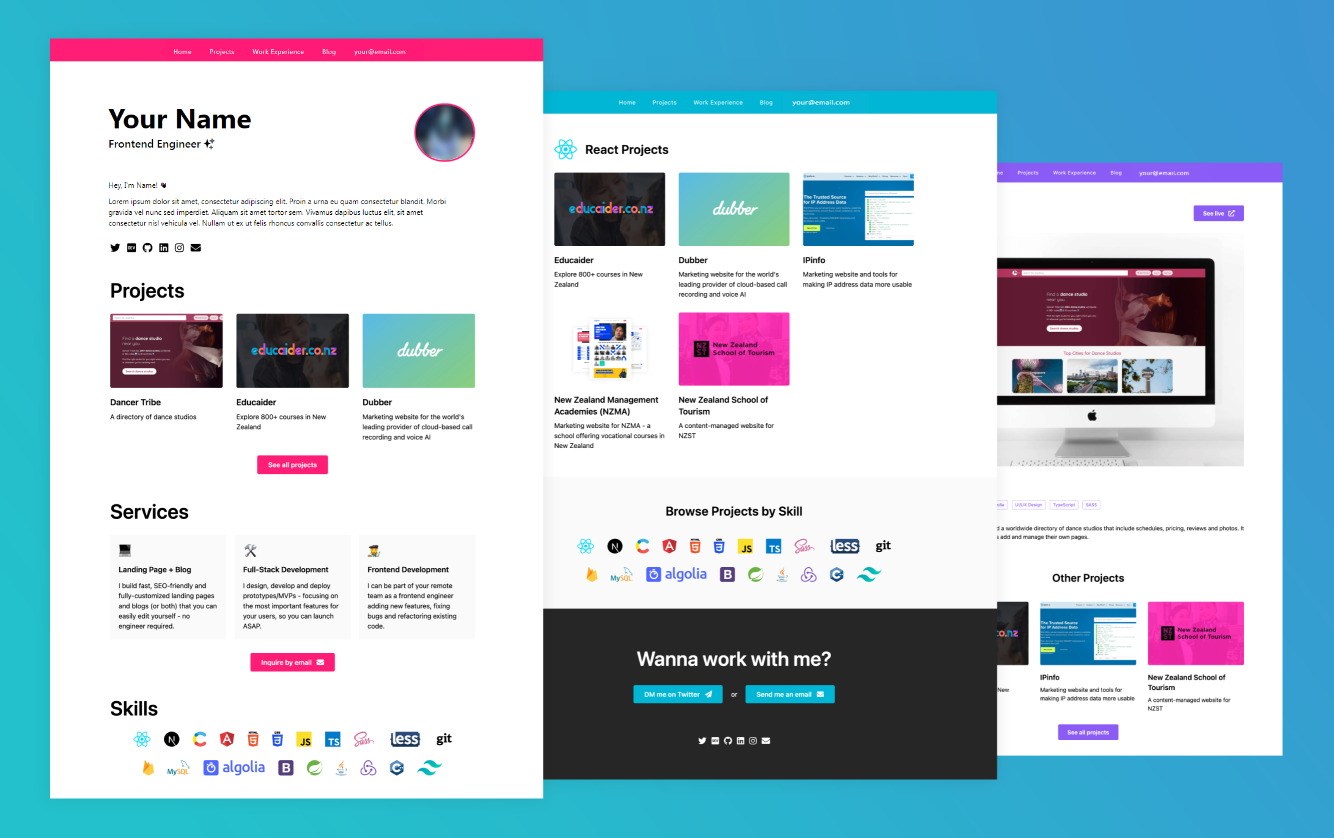 Home Projects Work Experience Blog your@email.com
Your Name
Frontend Engineer
Hey, I'm Name!
Lorem ipsum dolor sit amet, consectetur adipiscing elit. Proin a urna eu quam consectetur blandit. Morbi
gravida vel nunc sed imperdiet. Aliquam sit amet tortor sem. Vivamus dapibus luctus elit, sit amet
consectetur nisl vehicula vel. Nullam ut ex ut felis rhoncus convallis consectetur ac tellus.
DEV
Projects
Find a dance studio
near you
educaider.co.nz
dubber
Dancer Tribe
A directory of dance studios
Educaider
Explore 800+ courses in New
Zealand
Dubber
Marketing website for the world's
leading provider of cloud-based call
recording and voice AI
See all projects
Services
Landing Page + Blog
I build fast, SEO-friendly and
fully-customized landing pages
and blogs (or both) that you can
easily edit yourself - no
engineer required.
Full-Stack Development
I design, develop and deploy
prototypes/MVPs - focusing on
the most important features for
your users, so you can launch
ASAP.
Frontend Development
I can be part of your remote
team as a frontend engineer
adding new features, fixing
bugs and refactoring existing
code.
Inquire by email
Skills
JS TS Sass {less} git
MySQL algolia B
Home Projects Work Experience Blog your@email.com
React Projects
educaider.co.nz
dubber
The Trusted Source
for IP Address Data
Educaider
Explore 800+ courses in New
Zealand
Dubber
Marketing website for the world's
leading provider of cloud-based call
recording and voice AI
IPinfo
Marketing website and tools for
making IP address data more usable
New Zealand
School of Tourism
New Zealand Management
Academies (NZMA)
Marketing website for NZMA - a
school offering vocational courses in
New Zealand
New Zealand School of
Tourism
A content-managed website for
NZST
Browse Projects by Skill
JS TS Sass {less} git
MySQL algolia B
Wanna work with me?
DM me on Twitter or Send me an email
Projects Work Experience Blog your@email.com
See live
Find a dance studio
near you
Top Cities for Dance Studios
UI/UX Design TypeScript SASS
d a worldwide directory of dance studios that include schedules, pricing, reviews and photos. It
add and manage their own pages.
Other Projects
o.nz
The Trusted Source
for IP Address Data
New Zealand
School of Tourism
New
IPinfo
Marketing website and tools for
making IP address data more usable
New Zealand School of
Tourism
A content-managed website for
NZST
See all projects